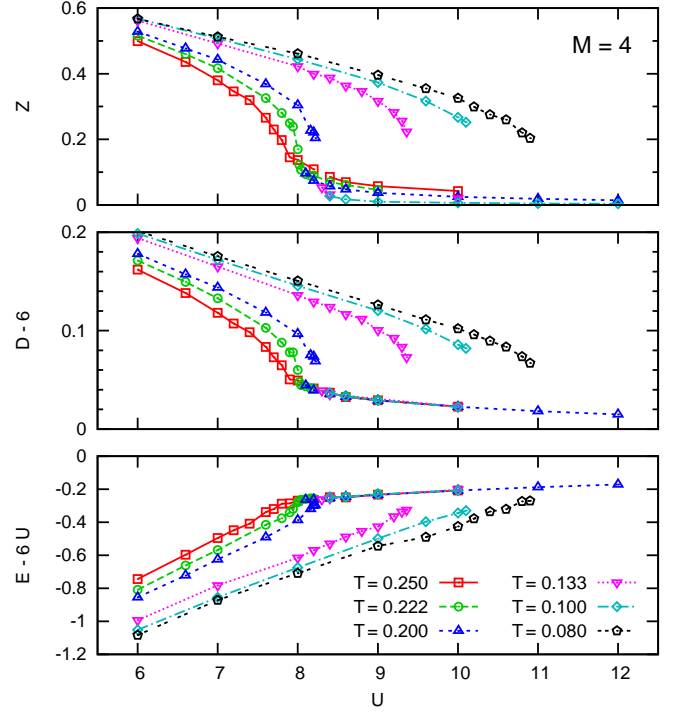 0.6
M = 4
0.4
Z
0.2
0
0.2
D - 6
0.1
0
0
-0.2
-0.4
E - 6 U
-0.6
-0.8
T = 0.250 T = 0.133
T = 0.222 T = 0.100
-1
T = 0.200 T = 0.080
-1.2
6 7 8 9 10 11 12
U